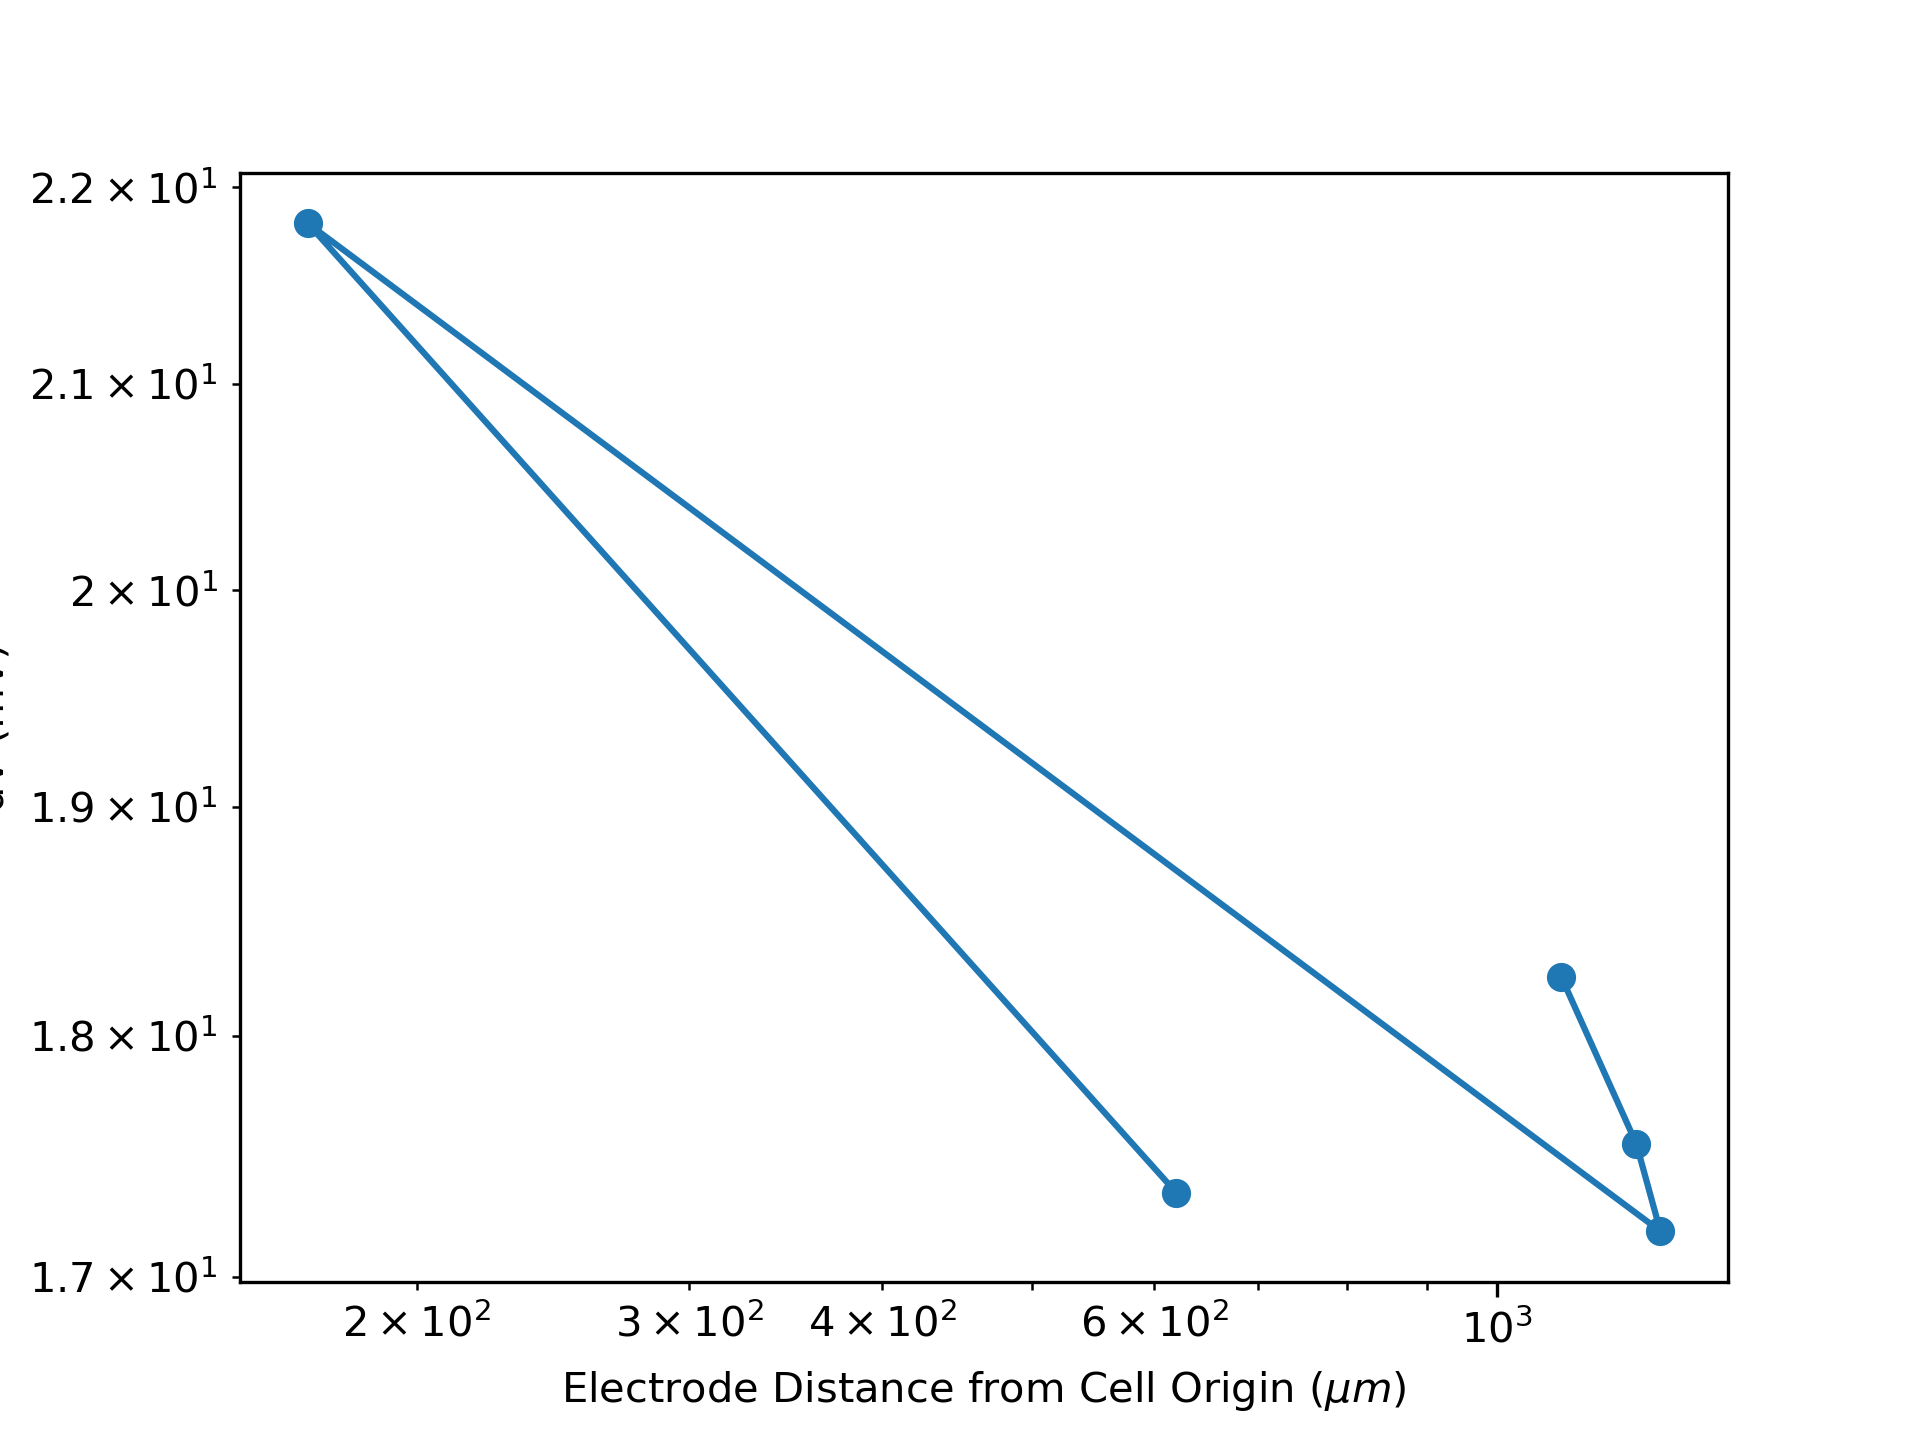 2.2 × 10¹
2.1 × 10¹
2 × 10¹
1.9 × 10¹
1.8 × 10¹
1.7 × 10¹
2 × 10² 3 × 10² 4 × 10² 6 × 10² 10³
Electrode Distance from Cell Origin (μm)